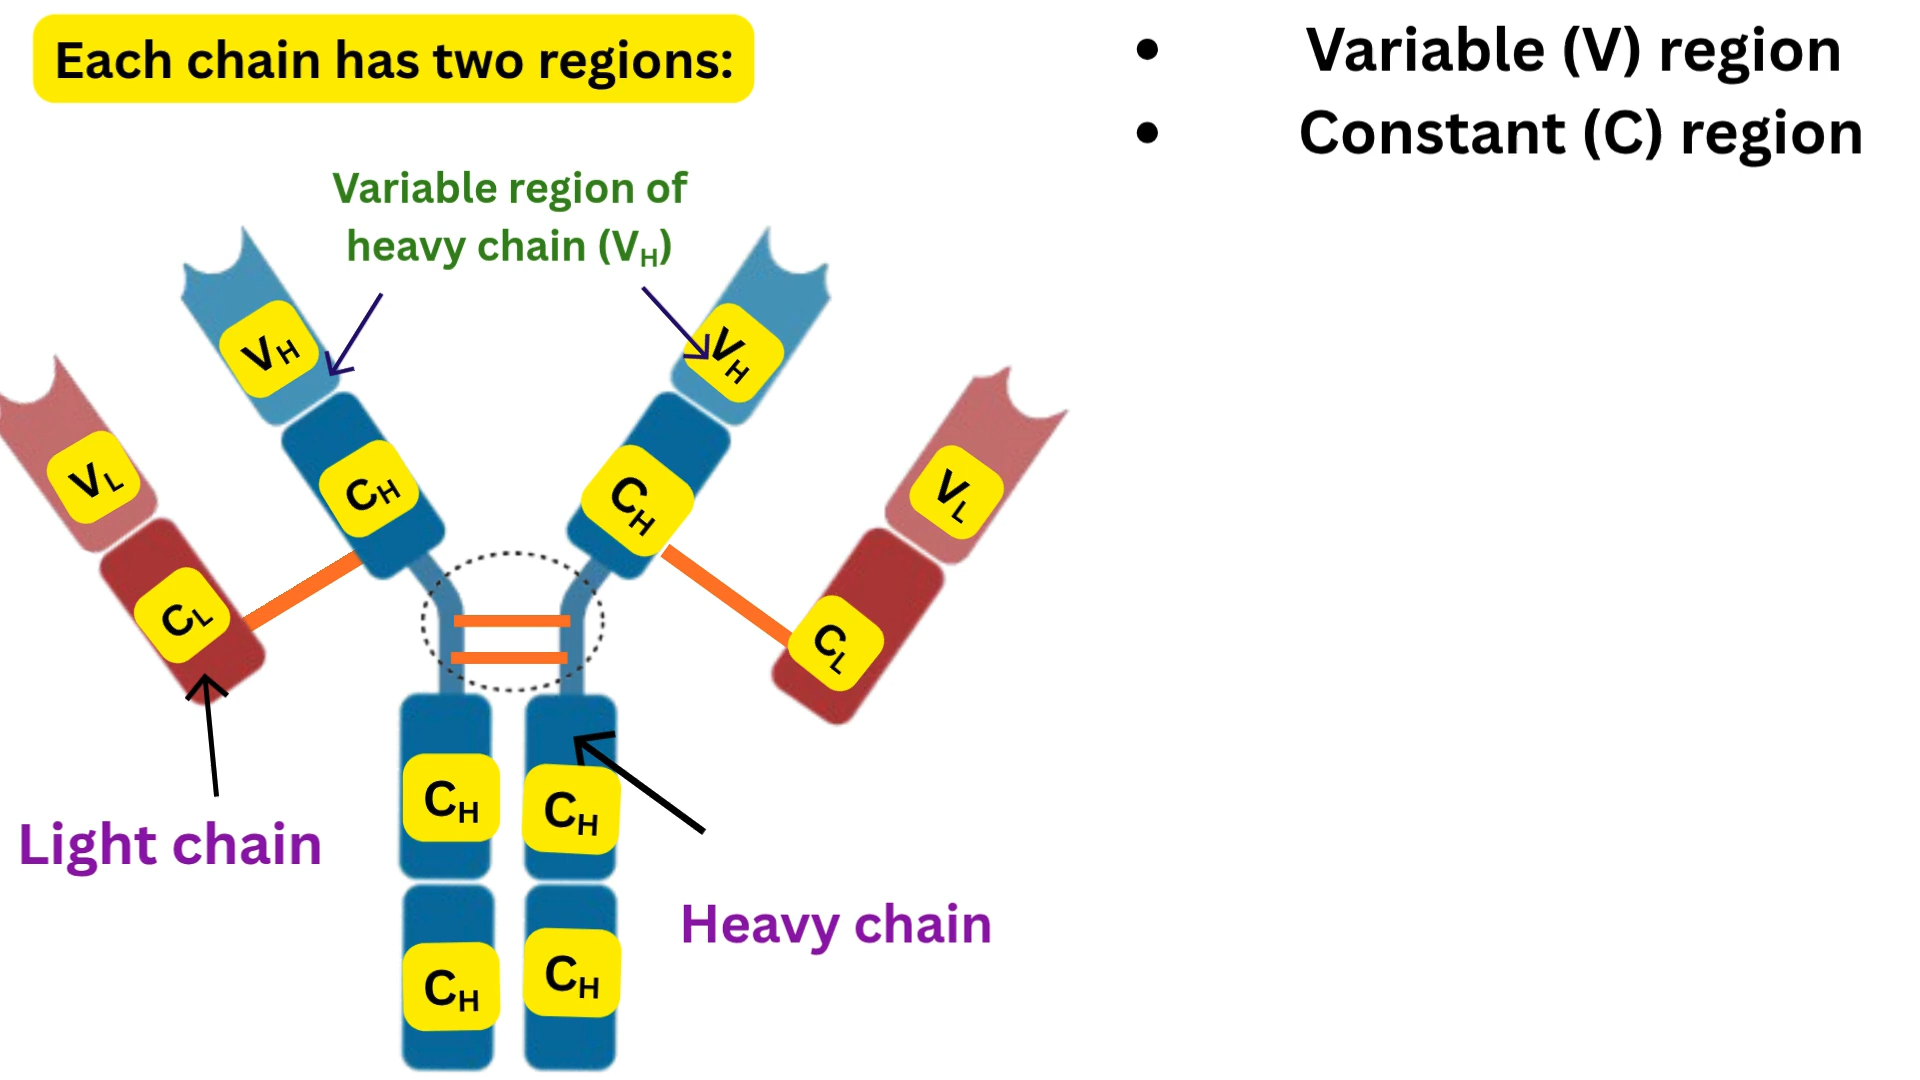 Each chain has two regions:
• Variable (V) region
• Constant (C) region
Variable region of
heavy chain (VH)
VH
VH
VL
CH
CH
VL
CL
CL
CH
CH
Light chain
Heavy chain
CH
CH